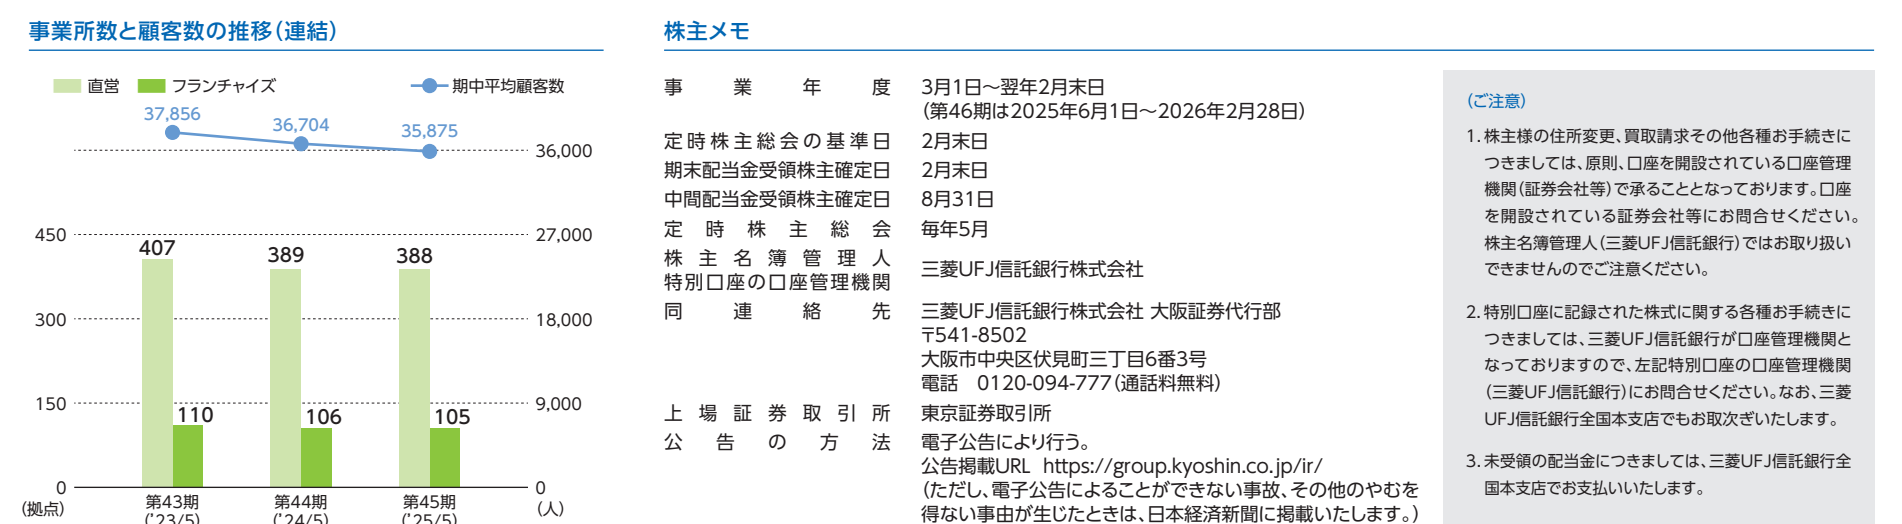 事業所数と顧客数の推移（連結）
直営
フランチャイズ
期中平均顧客数
37,856
36,704
35,875
36,000
450
27,000
407
389
388
300
18,000
150
9,000
110
106
105
0
0
（拠点）
第43期
（'23/5）
第44期
（'24/5）
第45期
（'25/5）
（人）
株主メモ
事業年度 3月1日～翌年2月末日
（第46期は2025年6月1日～2026年2月28日）
定時株主総会の基準日 2月末日
期末配当金受領株主確定日 2月末日
中間配当金受領株主確定日 8月31日
定時株主総会 毎年5月
株主名簿管理人
特別口座の口座管理機関
三菱UFJ信託銀行株式会社
同連絡先 三菱UFJ信託銀行株式会社 大阪証券代行部
〒541-8502
大阪市中央区伏見町三丁目6番3号
電話 0120-094-777（通話料無料）
上場証券取引所 東京証券取引所
公告の方法 電子公告により行う。
公告掲載URL https://group.kyoshin.co.jp/ir/
（ただし、電子公告によることができない事故、その他のやむを
得ない事由が生じたときは、日本経済新聞に掲載いたします。）
（ご注意）
1. 株主様の住所変更、買取請求その他各種お手続きに
つきましては、原則、口座を開設されている口座管理
機関（証券会社等）で承ることとなっております。口座
を開設されている証券会社等にお問合せください。
株主名簿管理人（三菱UFJ信託銀行）ではお取り扱い
できませんのでご注意ください。
2. 特別口座に記録された株式に関する各種お手続きに
つきましては、三菱UFJ信託銀行が口座管理機関と
なっておりますので、左記特別口座の口座管理機関
（三菱UFJ信託銀行）にお問合せください。なお、三菱
UFJ信託銀行全国本支店でもお取次ぎいたします。
3. 未受領の配当金につきましては、三菱UFJ信託銀行全
国本支店でお支払いいたします。